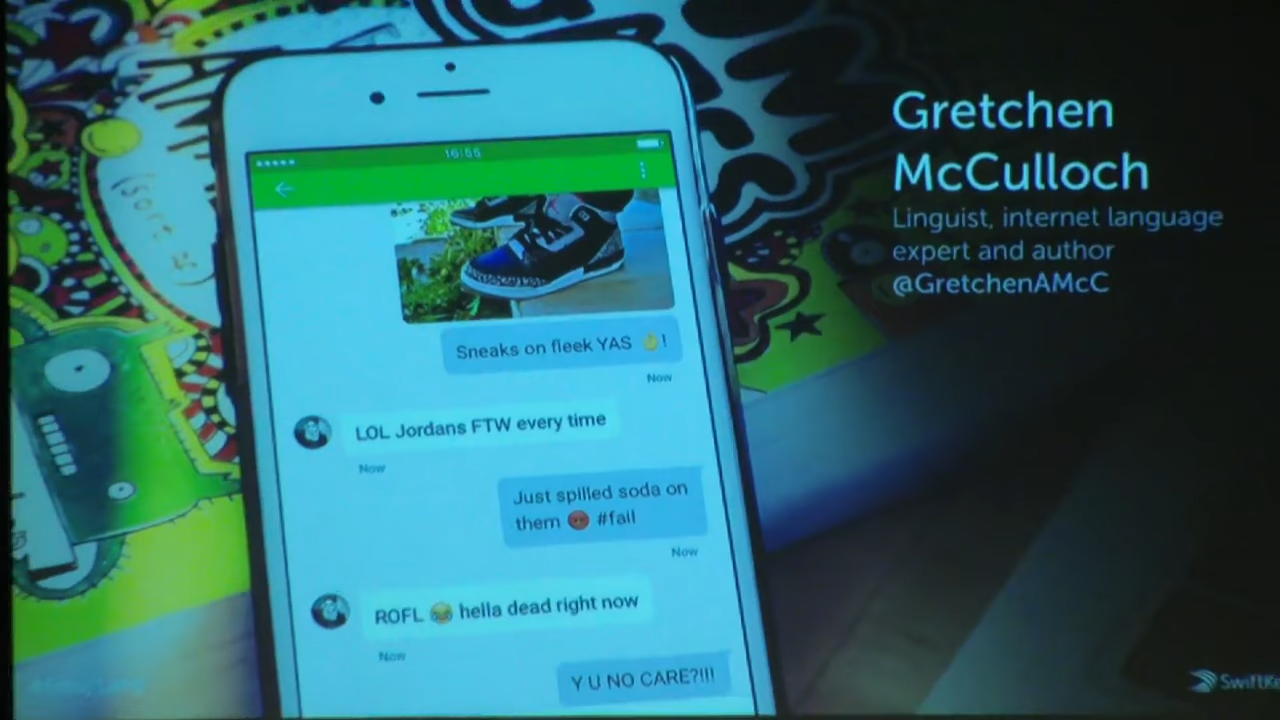 Gretchen
McCulloch
Linguist, internet language
expert and author
@GretchenAMcC
16:55
Sneaks on fleek YAS 👌!
Now
LOL Jordans FTW every time
Now
Just spilled soda on
them 😡 #fail
Now
ROFL 😂 hella dead right now
Now
Y U NO CARE?!!!
SwiftKe